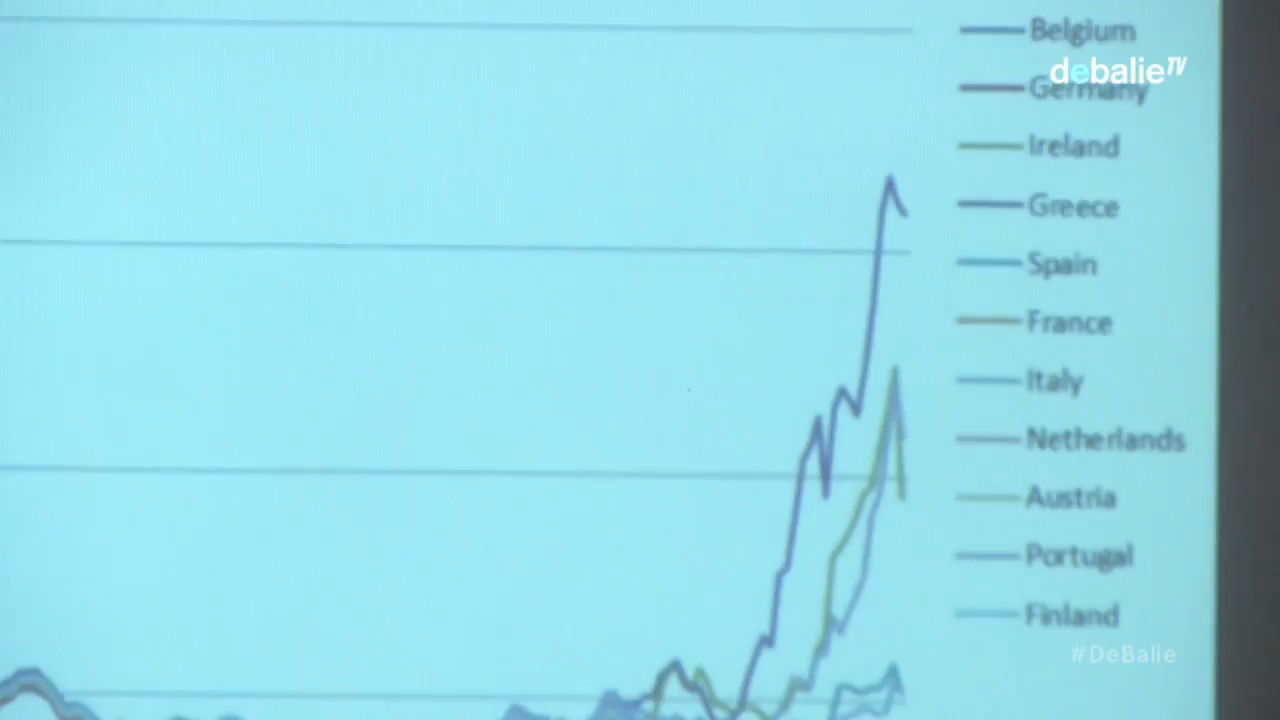 Belgium
debalieTV
Germany
Ireland
Greece
Spain
France
Italy
Netherlands
Austria
Portugal
Finland
#DeBalie